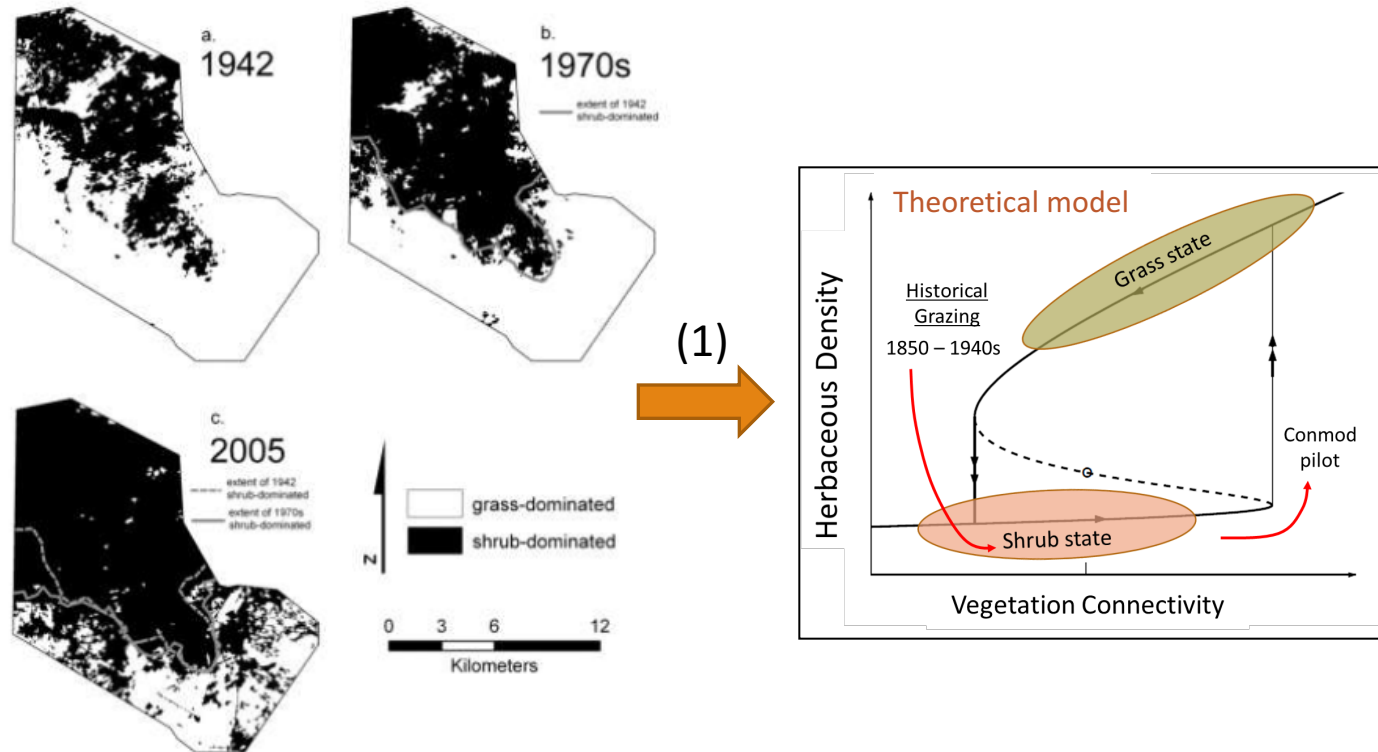 a.
1942
b.
1970s
extent of 1942
shrub-dominated
c.
2005
extent of 1942
shrub-dominated
extent of 1970s
shrub-dominated
N
grass-dominated
shrub-dominated
0 3 6 12
Kilometers
(1)
Theoretical model
Herbaceous Density
Grass state
Historical
Grazing
1850 – 1940s
Conmod
pilot
Shrub state
Vegetation Connectivity